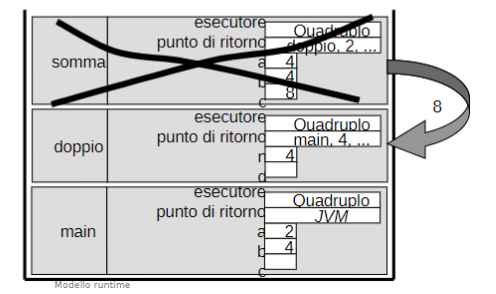 esecutore Quadruplo
punto di ritorno doppio, 2, ...
somma a 4
b 4
c 8
8
esecutore Quadruplo
punto di ritorno main, 4, ...
doppio n 4
d
esecutore Quadruplo
punto di ritorno JVM
main a 2
b 4
c
Modello runtime